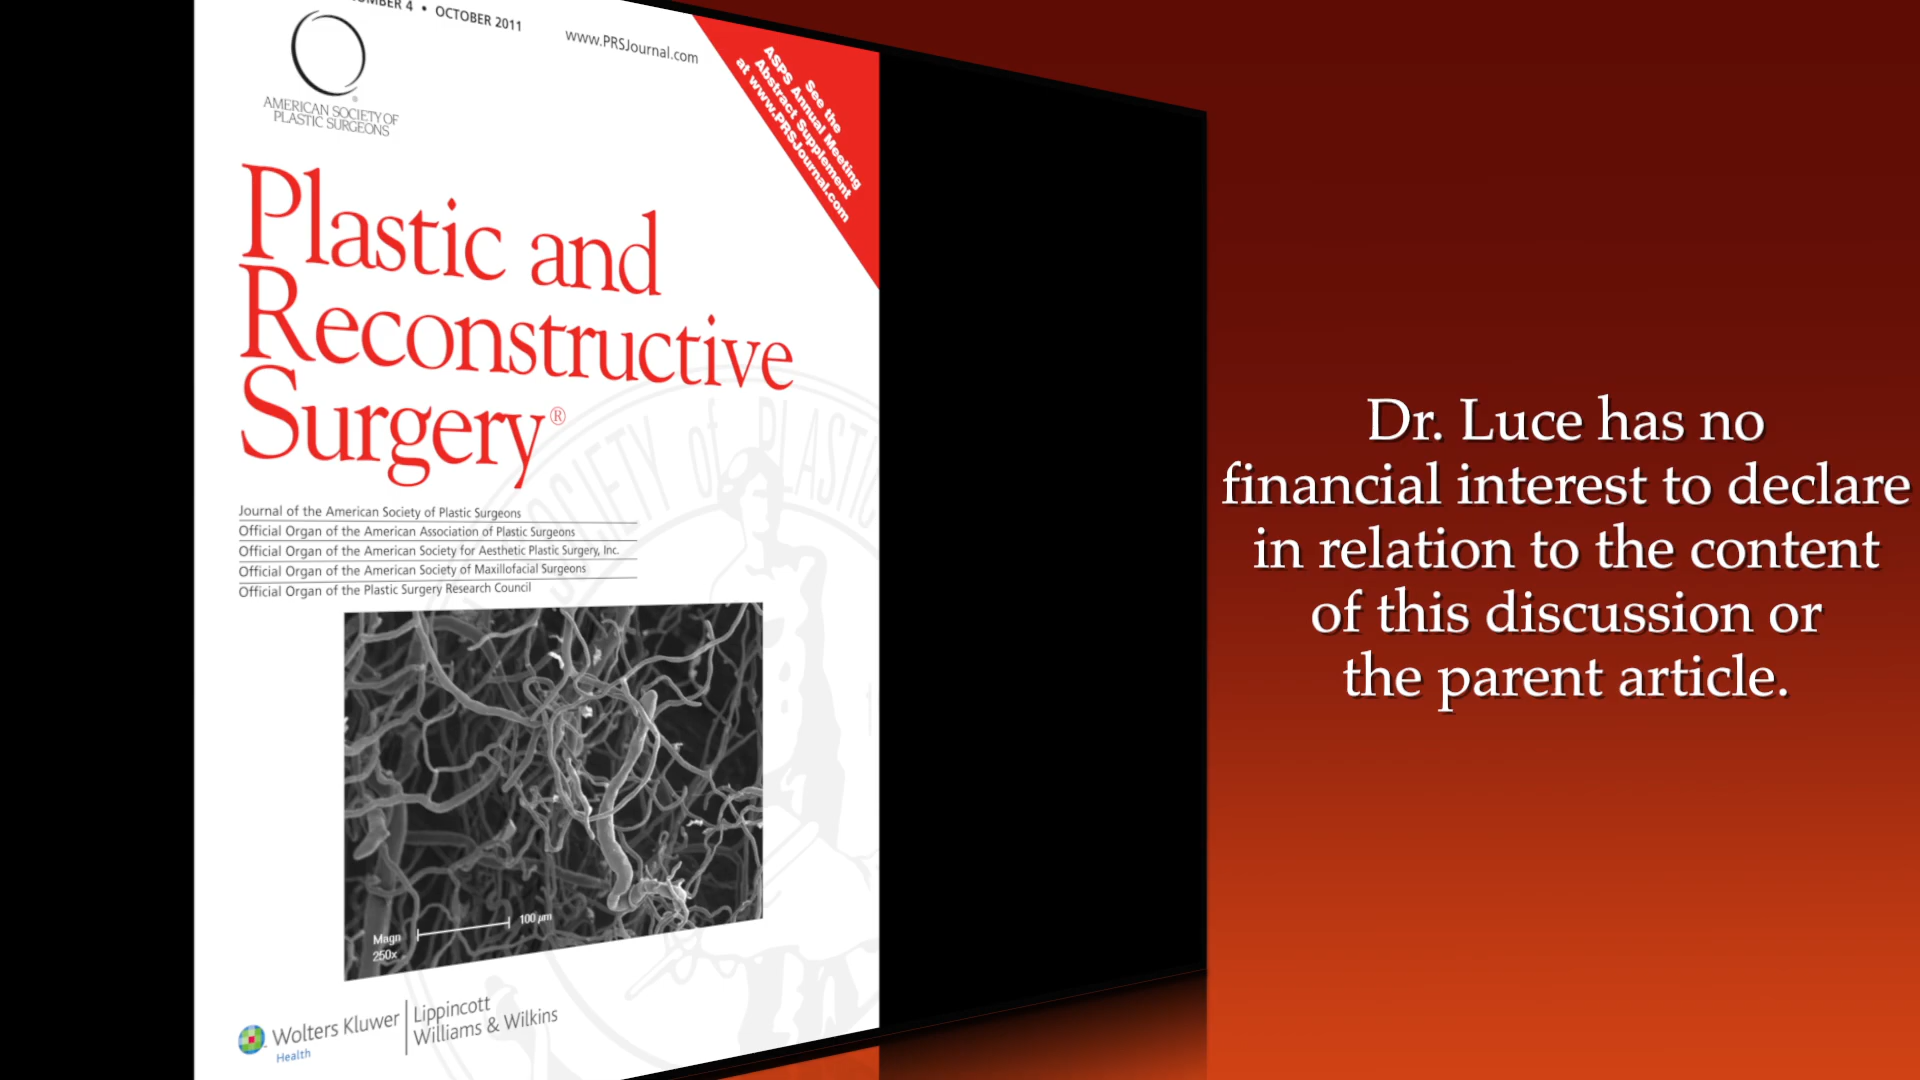 4 • OCTOBER 2011
www.PRSJournal.com
See the
ASPS Annual Meeting
Abstract Supplement
at www.PRSJournal.com
AMERICAN SOCIETY OF
PLASTIC SURGEONS
Plastic and
Reconstructive
Surgery®
Journal of the American Society of Plastic Surgeons
Official Organ of the American Association of Plastic Surgeons
Official Organ of the American Society for Aesthetic Plastic Surgery, Inc.
Official Organ of the American Society of Maxillofacial Surgeons
Official Organ of the Plastic Surgery Research Council
SOCIETY of PLASTIC
Magn
250x
100 µm
Wolters Kluwer
Health
Lippincott
Williams & Wilkins
Dr. Luce has no
financial interest to declare
in relation to the content
of this discussion or
the parent article.